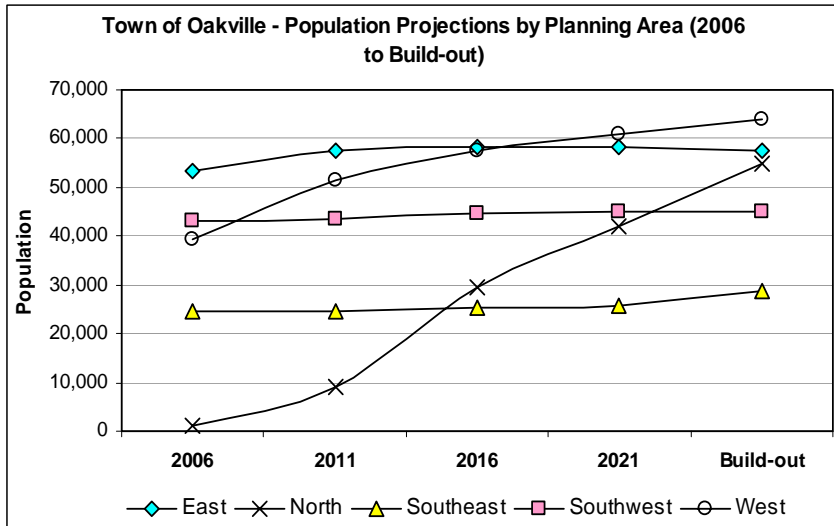 Town of Oakville - Population Projections by Planning Area (2006
to Build-out)
70,000
60,000
50,000
40,000
30,000
20,000
10,000
0
Population
2006 2011 2016 2021 Build-out
East North Southeast Southwest West